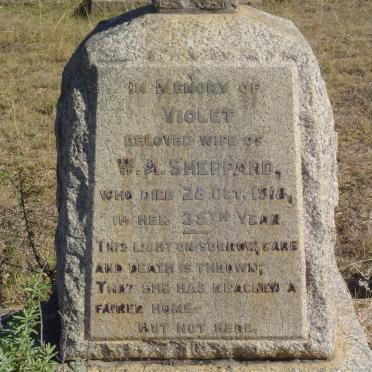 IN MEMORY OF
VIOLET
BELOVED WIFE OF
W. A. SHEPPARD,
WHO DIED 28 OCT. 1918,
IN HER 35TH YEAR
THIS LIGHT ON SORROW, CARE
AND DEATH IS THROWN;
THAT SHE HAS REACHED A
FAIRER HOME–
BUT NOT HERE.